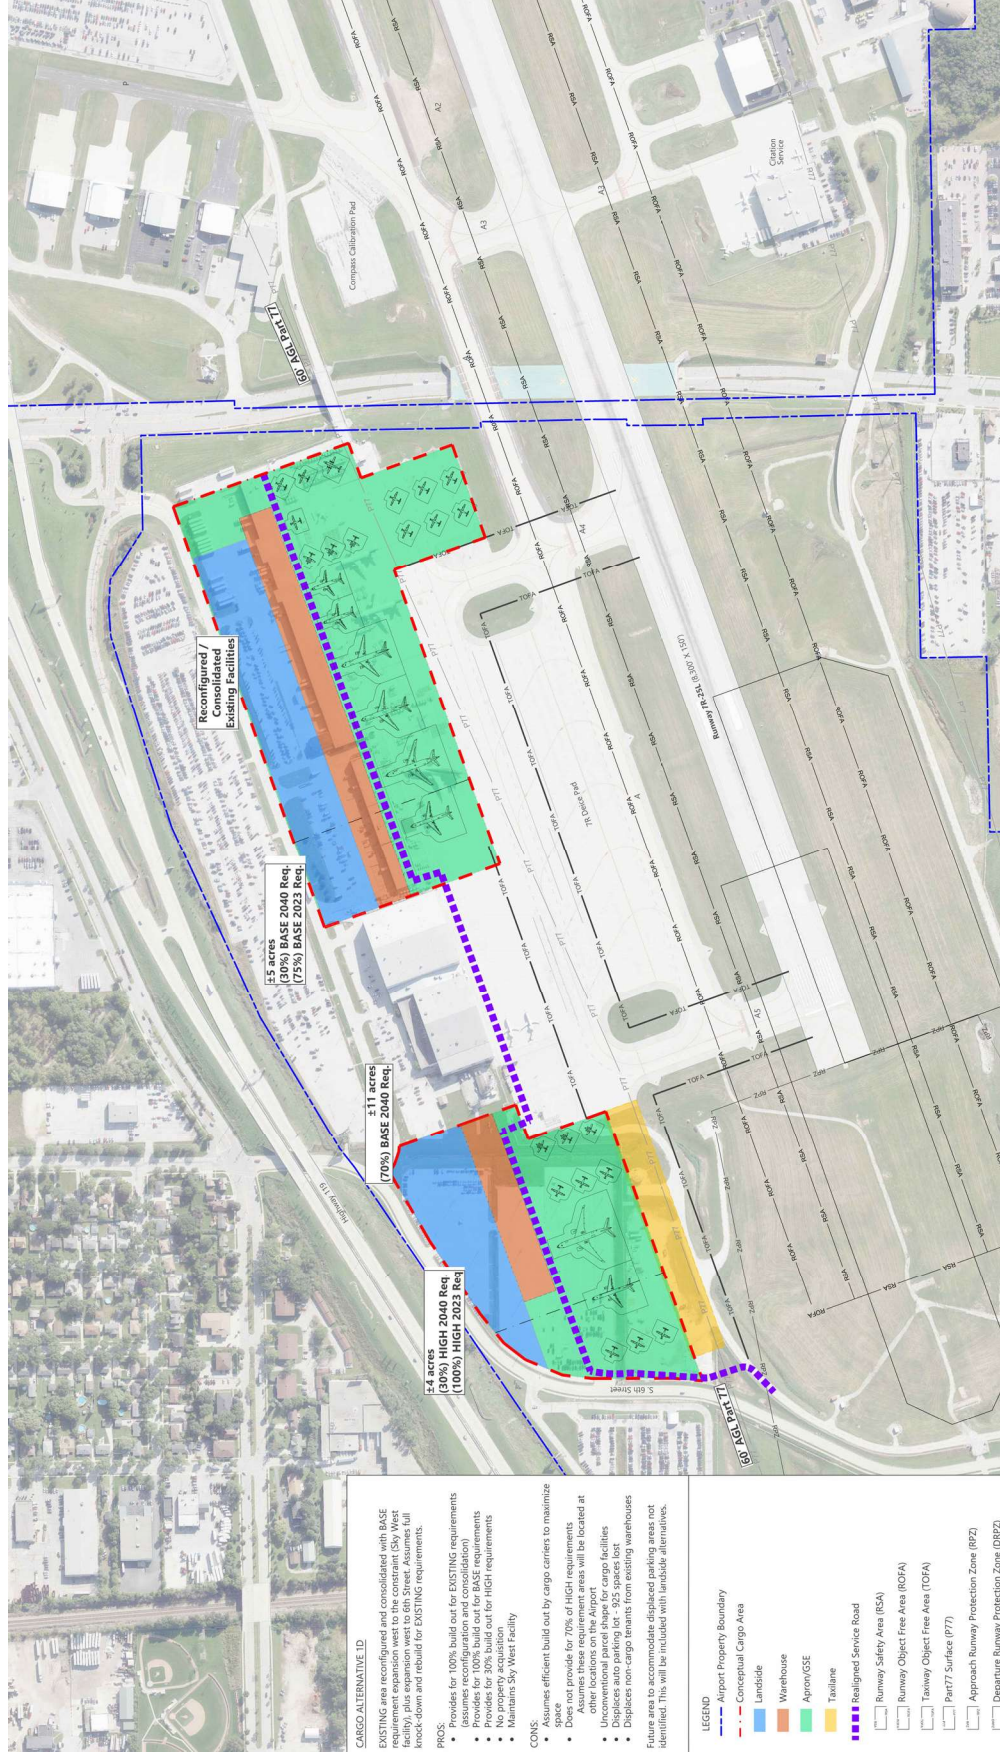 CARGO ALTERNATIVE 1D
EXISTING area reconfigured and consolidated with BASE
requirement expansion west to the constraint (Sky West
facility), plus expansion west to 6th Street. Assumes full
knock-down and rebuild for EXISTING requirements.
PROS:
• Provides for 100% build out for EXISTING requirements
(assumes reconfiguration and consolidation)
• Provides for 100% build out for BASE requirements
• Provides for 30% build out for HIGH requirements
• No property acquisition
• Maintains Sky West Facility
CONS:
• Assumes efficient build out by cargo carriers to maximize
space
• Does not provide for 70% of HIGH requirements
Assumes these requirement areas will be located at
other locations on the Airport
• Unconventional parcel shape for cargo facilities
• Displaces auto parking lot - 925 spaces lost
• Displaces non-cargo tenants from existing warehouses
Future area to accommodate displaced parking areas not
identified. This will be included with landside alternatives.
LEGEND
Airport Property Boundary
Conceptual Cargo Area
Landside
Warehouse
Apron/GSE
Taxilane
Realigned Service Road
Runway Safety Area (RSA)
Runway Object Free Area (ROFA)
Taxiway Object Free Area (TOFA)
Part77 Surface (P77)
Approach Runway Protection Zone (RPZ)
Departure Runway Protection Zone (DRPZ)
±4 acres
(30%) HIGH 2040 Req.
(100%) HIGH 2023 Req
±11 acres
(70%) BASE 2040 Req.
±5 acres
(30%) BASE 2040 Req.
(75%) BASE 2023 Req.
Reconfigured /
Consolidated
Existing Facilities
60' AGL Part 77
60' AGL Part 77
Highway 119
S. 6th Street
7R Deice Pad
Runway 7R-25L (8,300' X 150')
Compass Calibration Pad
Citation
Service
A
A2
A3
A3
A4
A5
P
P77
TOFA
ROFA
RSA
RPZ